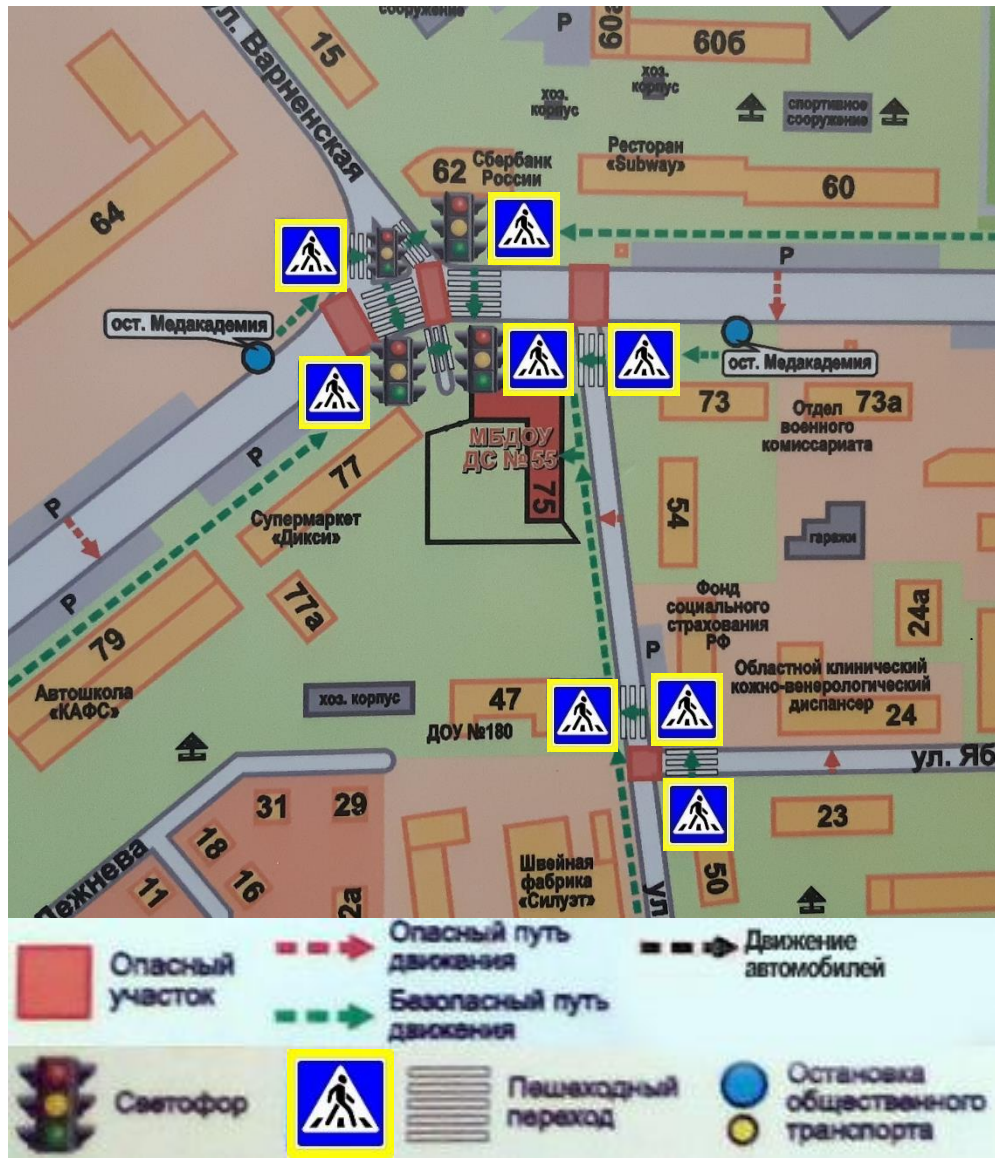 сооружение
ул. Варненская
15
Р
60б
хоз.
корпус
хоз.
корпус
спортивное
сооружение
64
62
Сбербанк
России
Ресторан
«Subway»
60
Р
ост. Медакадемия
ост. Медакадемия
73
Отдел
военного
комиссариата
73а
МБДОУ
ДС №55
75
77
Р
Супермаркет
«Дикси»
Р
54
гаражи
77а
Р
79
Автошкола
«КАФС»
Фонд
социального
страхования
РФ
Р
24а
Областной клинический
кожно-венерологический
диспансер
24
хоз. корпус
47
ДОУ №180
ул. Яб
31
29
18
16
11
2а
23
50
Швейная
фабрика
«Силуэт»
ул
Опасный
участок
Опасный путь
движения
Безопасный путь
движения
Движение
автомобилей
Светофор
Пешеходный
переход
Остановка
общественного
транспорта